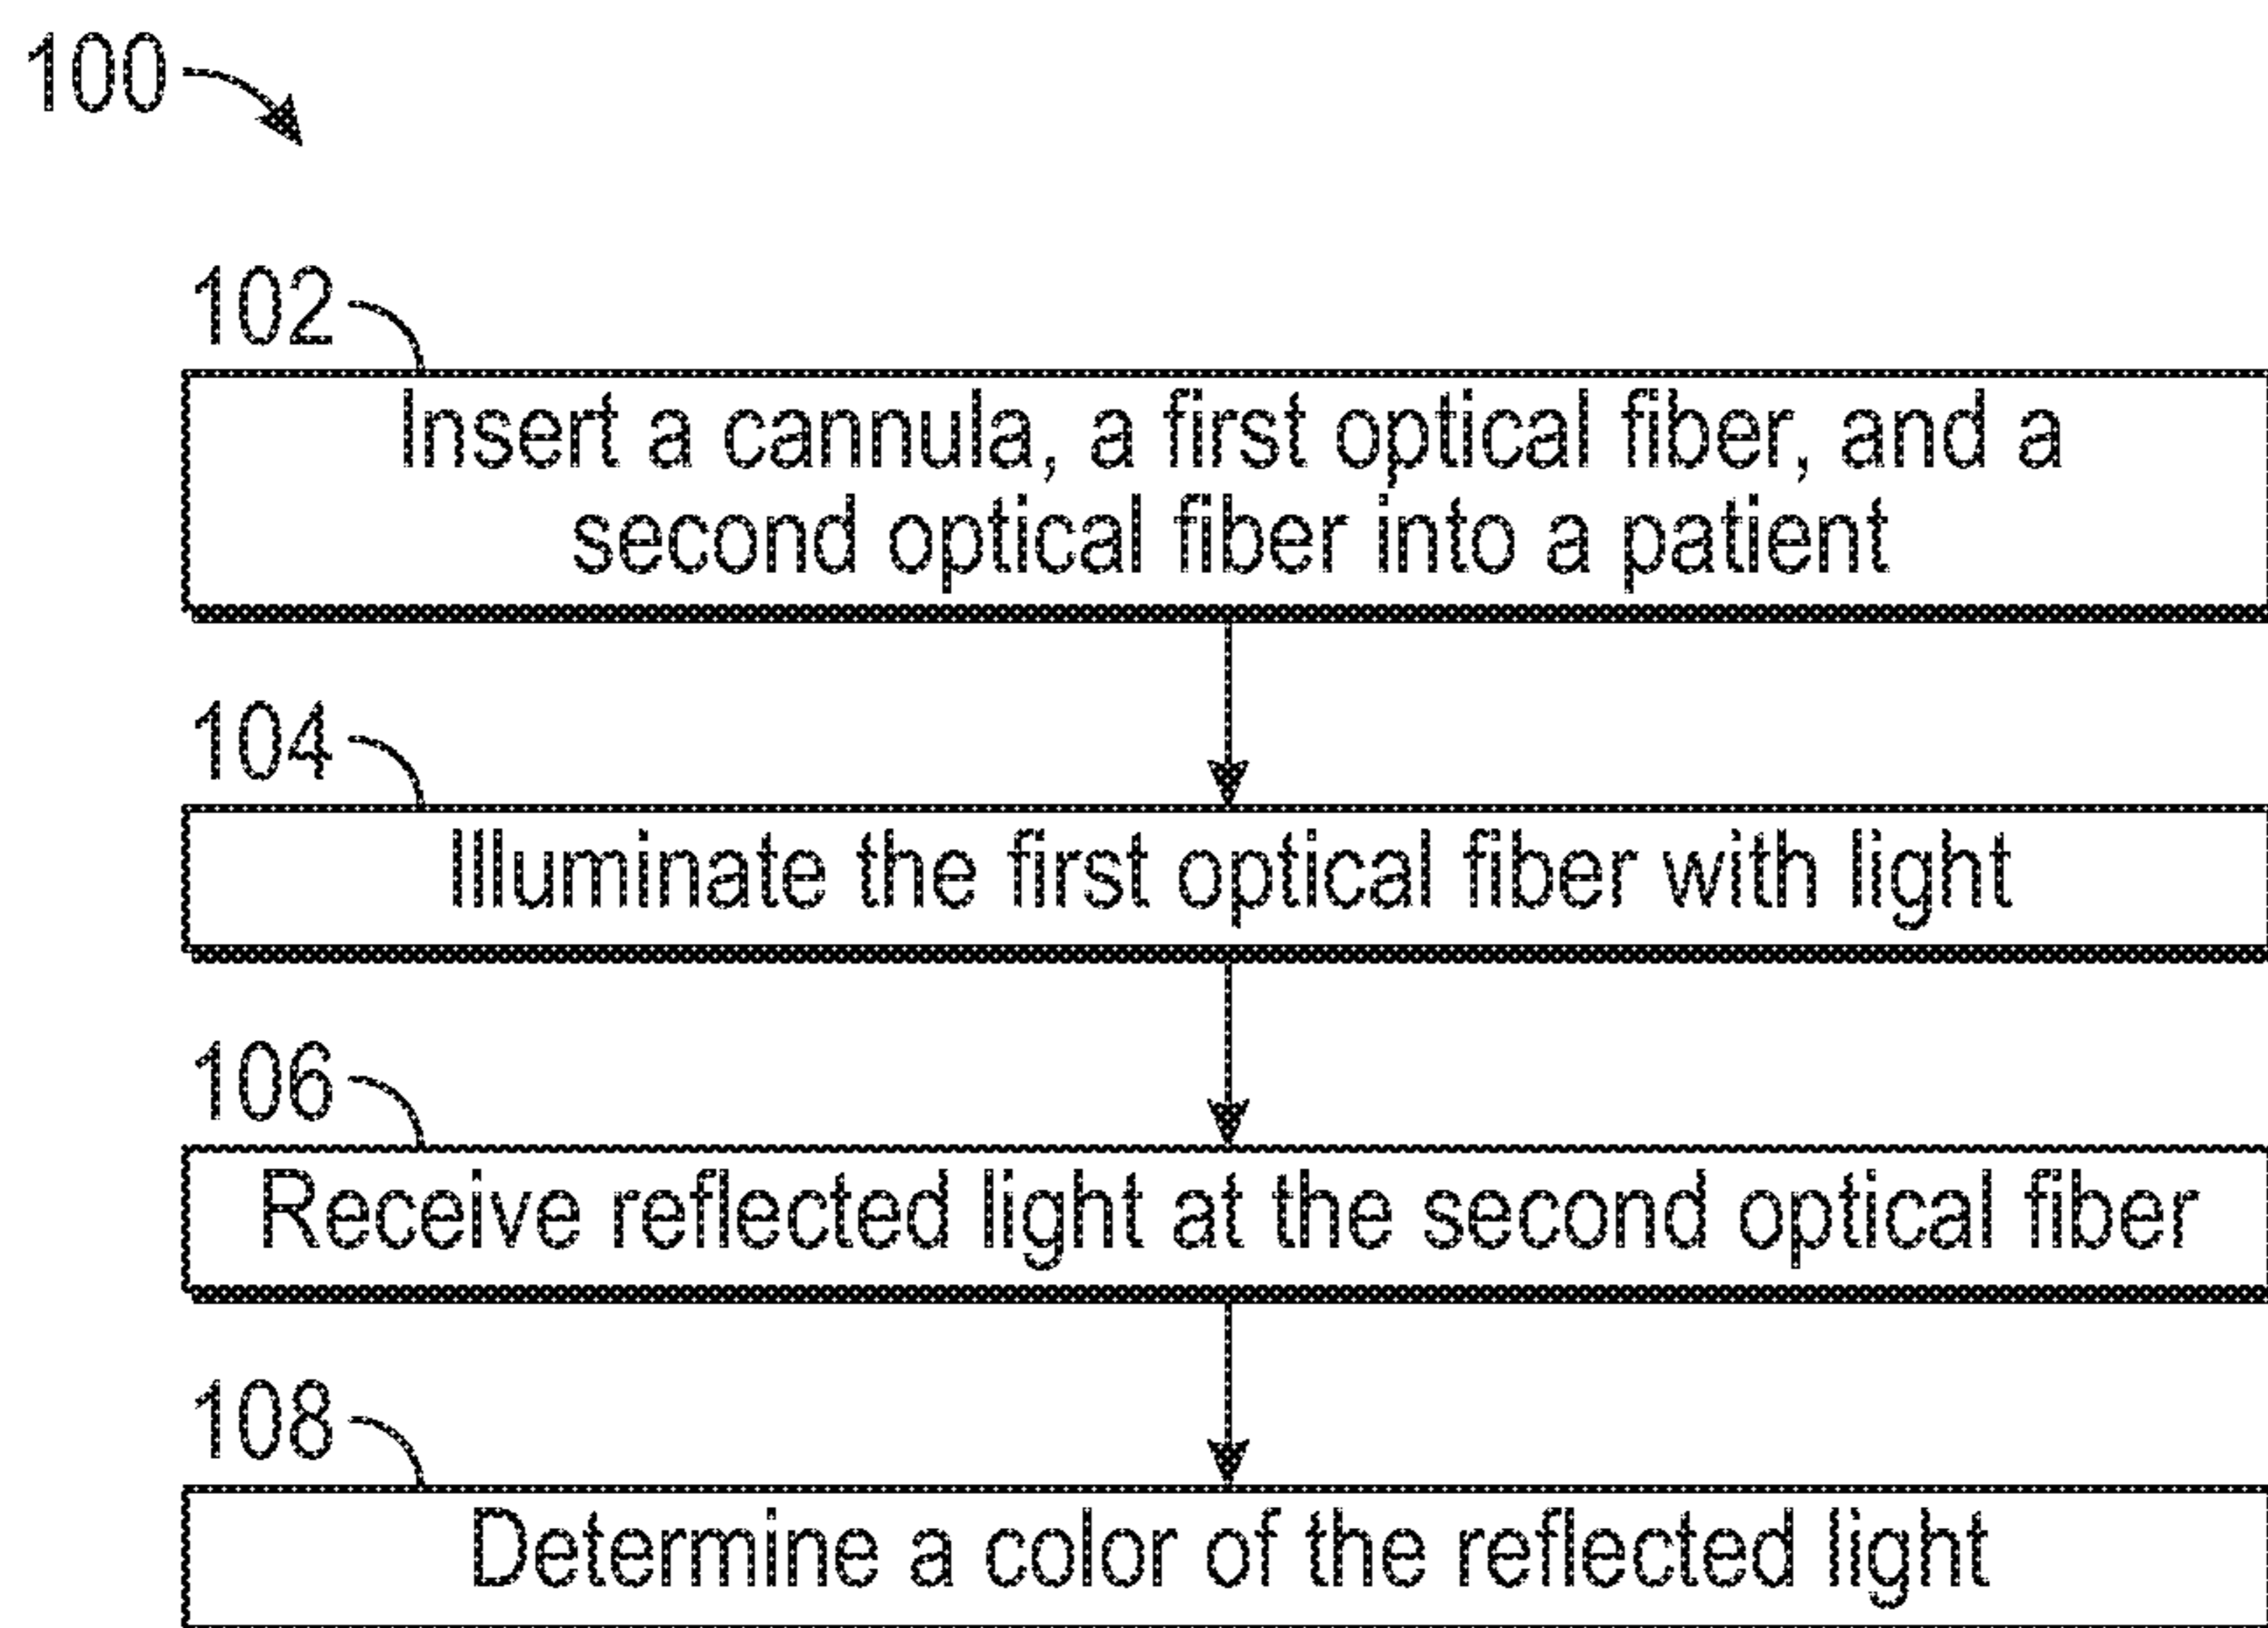 100
102
Insert a cannula, a first optical fiber, and a
second optical fiber into a patient
104
Illuminate the first optical fiber with light
106
Receive reflected light at the second optical fiber
108
Determine a color of the reflected light